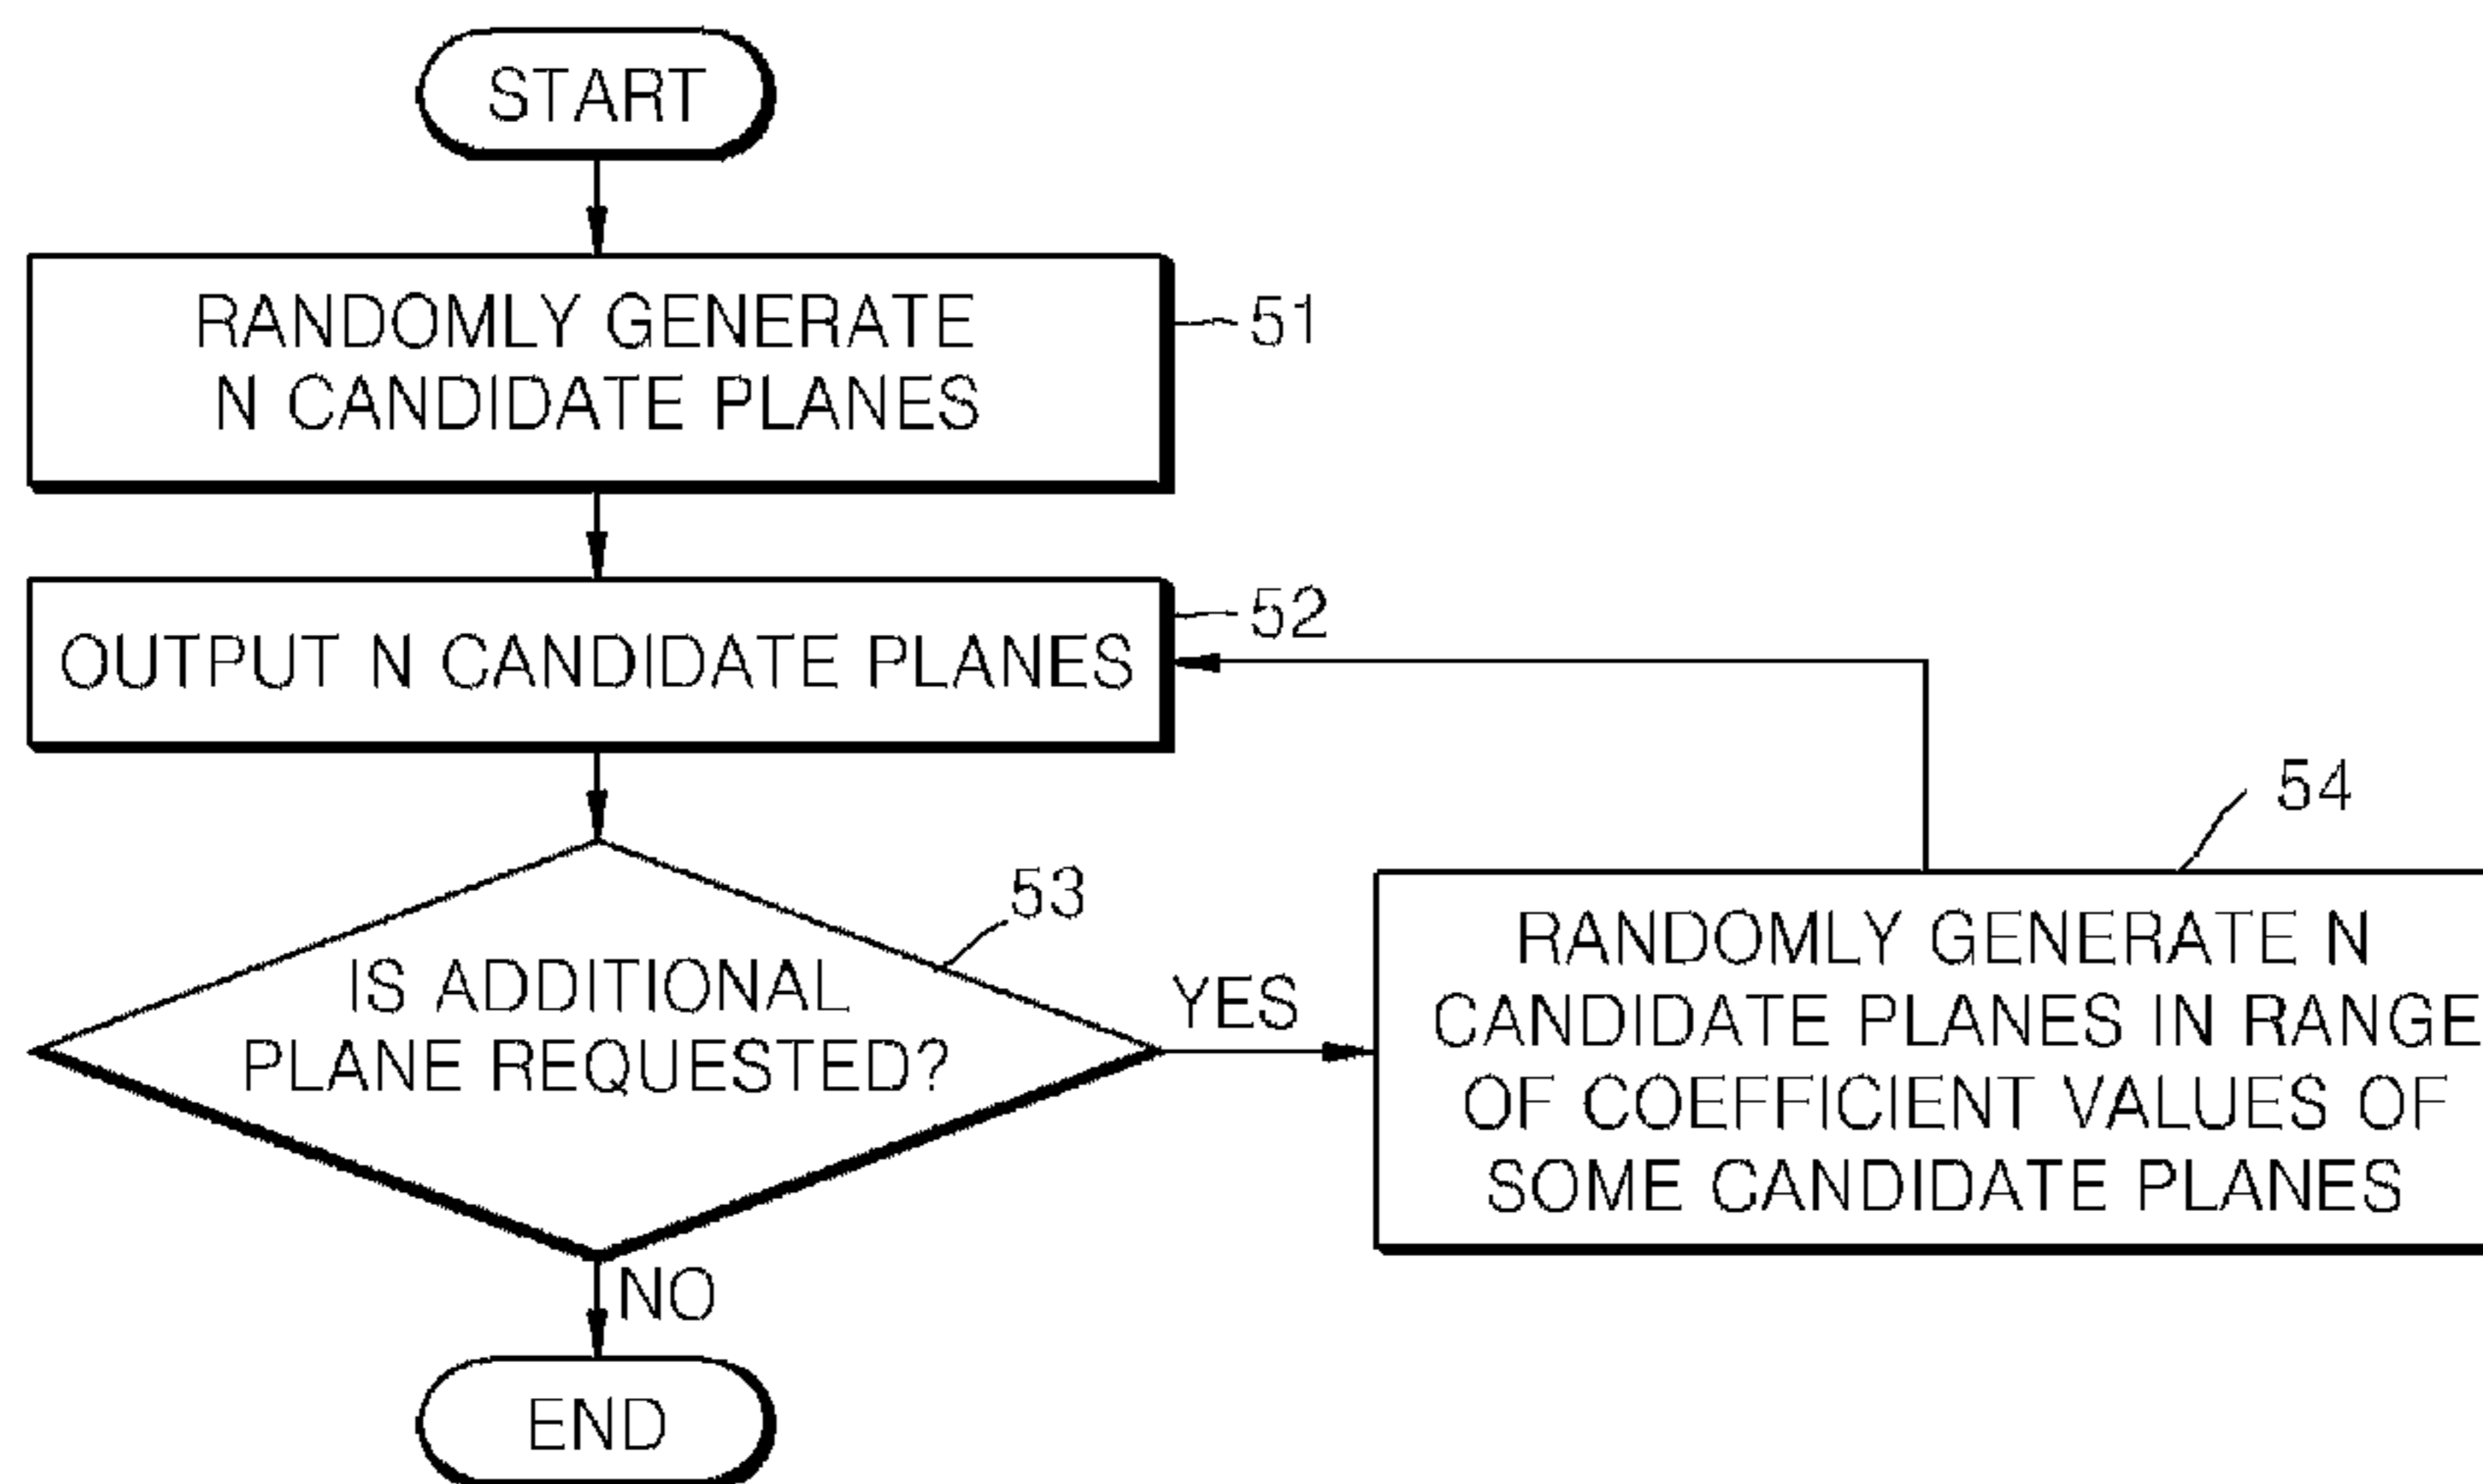 START
RANDOMLY GENERATE
N CANDIDATE PLANES
51
OUTPUT N CANDIDATE PLANES
52
IS ADDITIONAL
PLANE REQUESTED?
53
YES
NO
RANDOMLY GENERATE N
CANDIDATE PLANES IN RANGE
OF COEFFICIENT VALUES OF
SOME CANDIDATE PLANES
54
END